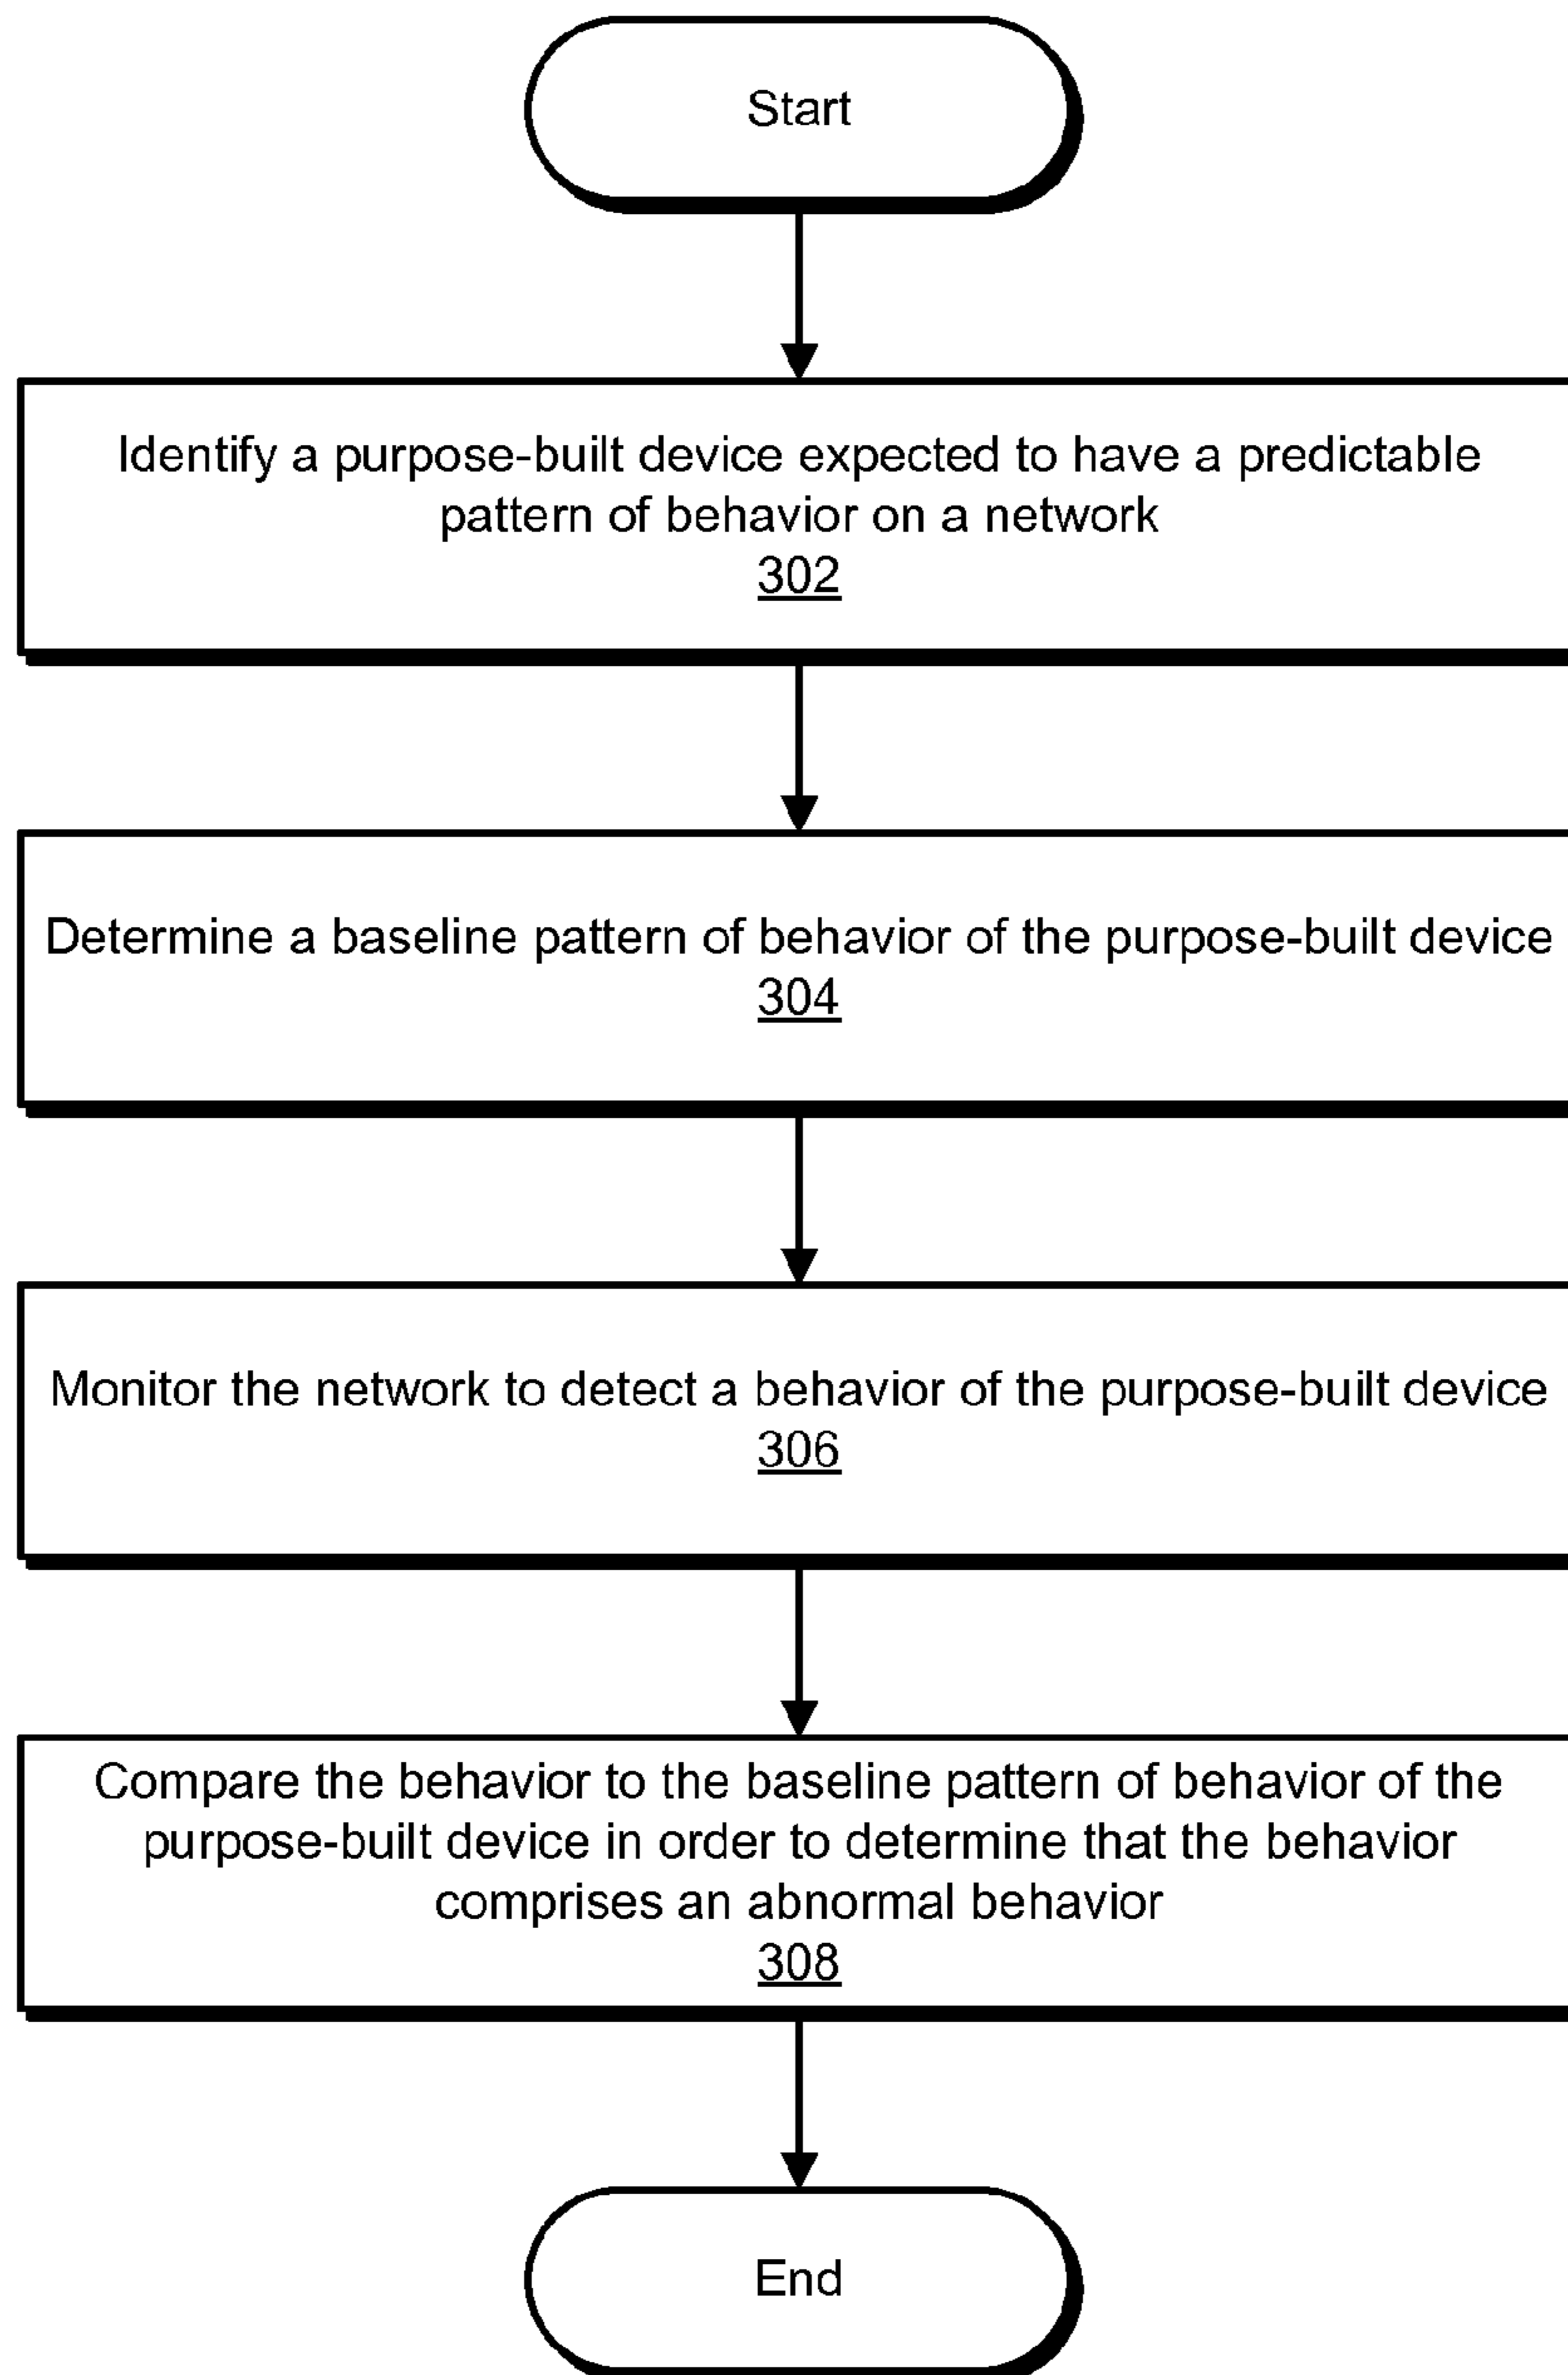 Start
Identify a purpose-built device expected to have a predictable
pattern of behavior on a network
302
Determine a baseline pattern of behavior of the purpose-built device
304
Monitor the network to detect a behavior of the purpose-built device
306
Compare the behavior to the baseline pattern of behavior of the
purpose-built device in order to determine that the behavior
comprises an abnormal behavior
308
End